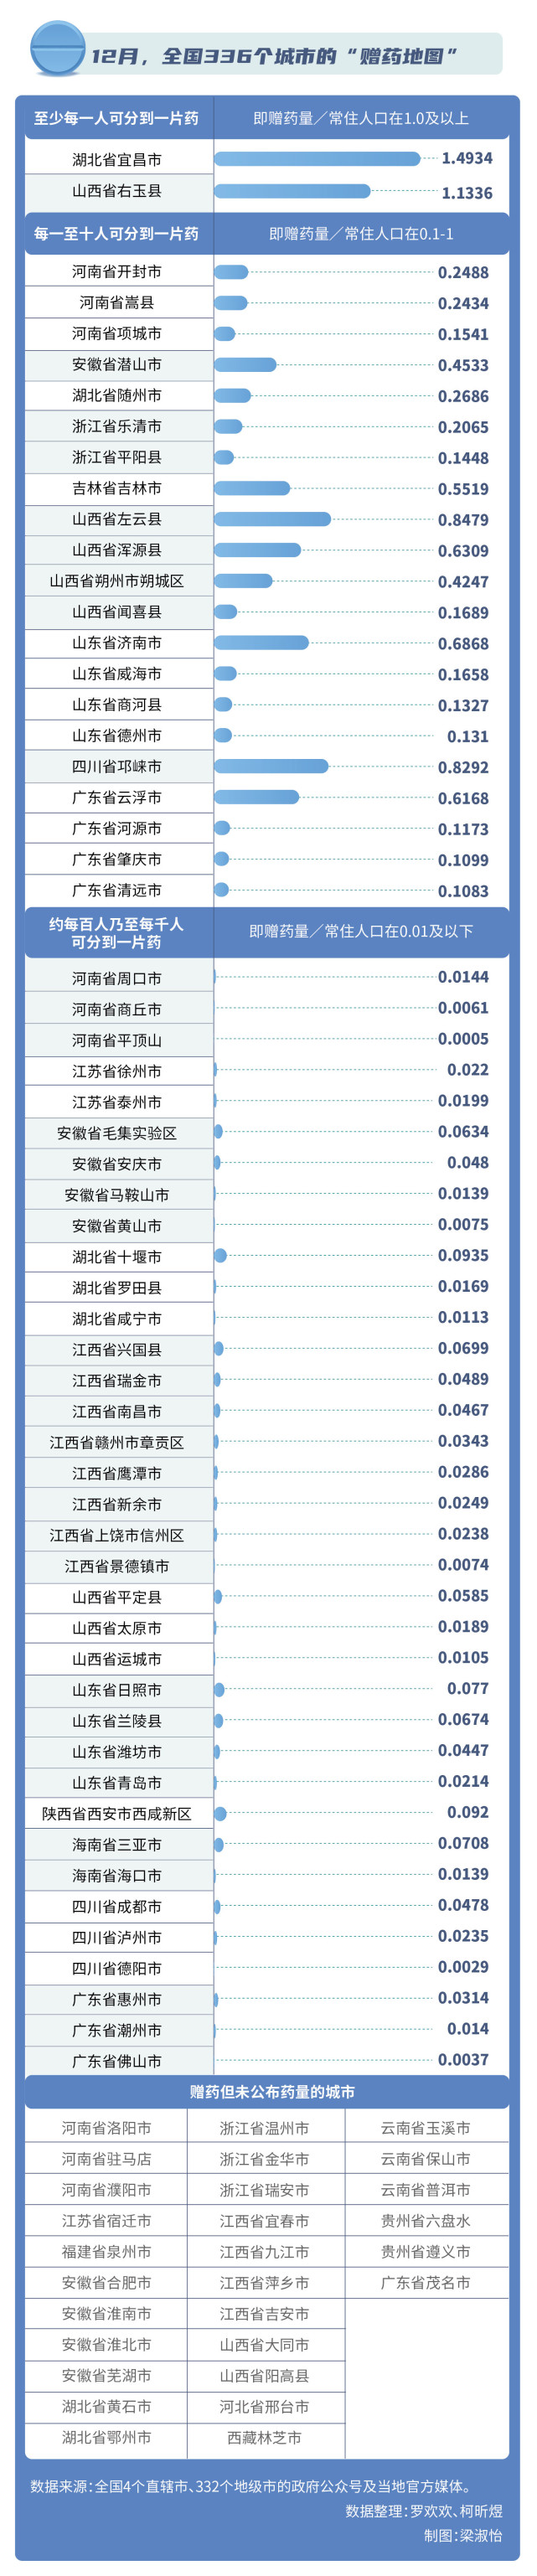 12月，全国336个城市的“赠药地图”
至少每一人可分到一片药 即赠药量／常住人口在1.0及以上
湖北省宜昌市 1.4934
山西省右玉县 1.1336
每一至十人可分到一片药 即赠药量／常住人口在0.1-1
河南省开封市 0.2488
河南省嵩县 0.2434
河南省项城市 0.1541
安徽省潜山市 0.4533
湖北省随州市 0.2686
浙江省乐清市 0.2065
浙江省平阳县 0.1448
吉林省吉林市 0.5519
山西省左云县 0.8479
山西省浑源县 0.6309
山西省朔州市朔城区 0.4247
山西省闻喜县 0.1689
山东省济南市 0.6868
山东省威海市 0.1658
山东省商河县 0.1327
山东省德州市 0.131
四川省邛崃市 0.8292
广东省云浮市 0.6168
广东省河源市 0.1173
广东省肇庆市 0.1099
广东省清远市 0.1083
约每百人乃至每千人
可分到一片药 即赠药量／常住人口在0.01及以下
河南省周口市 0.0144
河南省商丘市 0.0061
河南省平顶山 0.0005
江苏省徐州市 0.022
江苏省泰州市 0.0199
安徽省毛集实验区 0.0634
安徽省安庆市 0.048
安徽省马鞍山市 0.0139
安徽省黄山市 0.0075
湖北省十堰市 0.0935
湖北省罗田县 0.0169
湖北省咸宁市 0.0113
江西省兴国县 0.0699
江西省瑞金市 0.0489
江西省南昌市 0.0467
江西省赣州市章贡区 0.0343
江西省鹰潭市 0.0286
江西省新余市 0.0249
江西省上饶市信州区 0.0238
江西省景德镇市 0.0074
山西省平定县 0.0585
山西省太原市 0.0189
山西省运城市 0.0105
山东省日照市 0.077
山东省兰陵县 0.0674
山东省潍坊市 0.0447
山东省青岛市 0.0214
陕西省西安市西咸新区 0.092
海南省三亚市 0.0708
海南省海口市 0.0139
四川省成都市 0.0478
四川省泸州市 0.0235
四川省德阳市 0.0029
广东省惠州市 0.0314
广东省潮州市 0.014
广东省佛山市 0.0037
赠药但未公布药量的城市
河南省洛阳市 浙江省温州市 云南省玉溪市
河南省驻马店 浙江省金华市 云南省保山市
河南省濮阳市 浙江省瑞安市 云南省普洱市
江苏省宿迁市 江西省宜春市 贵州省六盘水
福建省泉州市 江西省九江市 贵州省遵义市
安徽省合肥市 江西省萍乡市 广东省茂名市
安徽省淮南市 江西省吉安市
安徽省淮北市 山西省大同市
安徽省芜湖市 山西省阳高县
湖北省黄石市 河北省邢台市
湖北省鄂州市 西藏林芝市
数据来源：全国4个直辖市、332个地级市的政府公众号及当地官方媒体。
数据整理：罗欢欢、柯昕煜
制图：梁淑怡